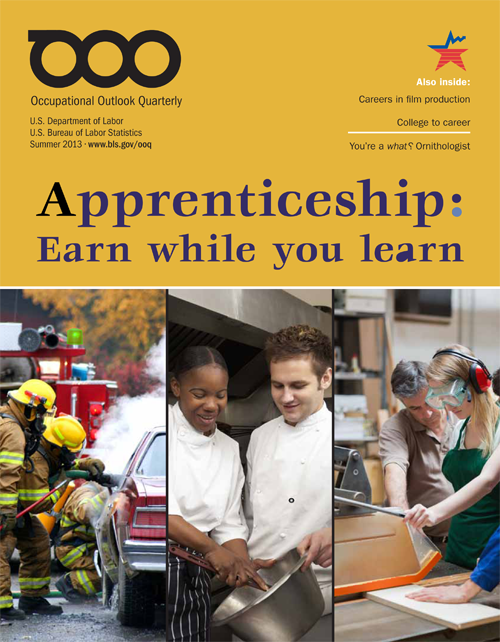 OOQ
Occupational Outlook Quarterly
U.S. Department of Labor
U.S. Bureau of Labor Statistics
Summer 2013 · www.bls.gov/ooq
Also inside:
Careers in film production
College to career
You're a what? Ornithologist
Apprenticeship:
Earn while you learn